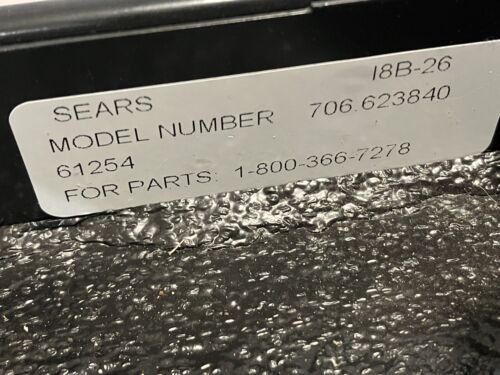 I8B-26
SEARS
MODEL NUMBER 706.623840
61254
FOR PARTS: 1-800-366-7278